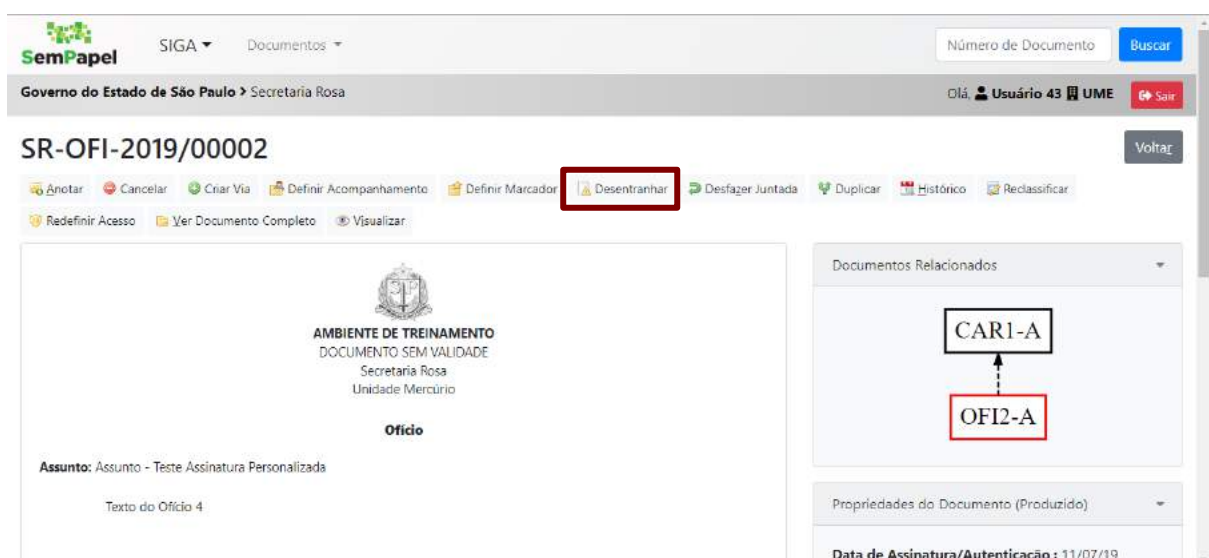 SemPapel
SIGA Documentos
Número de Documento Buscar
Governo do Estado de São Paulo > Secretaria Rosa
Olá, Usuário 43 UME Sair
SR-OFI-2019/00002
Voltar
Anotar Cancelar Criar Via Definir Acompanhamento Definir Marcador Desentranhar Desfazer Juntada Duplicar Histórico Reclassificar
Redefinir Acesso Ver Documento Completo Visualizar
AMBIENTE DE TREINAMENTO
DOCUMENTO SEM VALIDADE
Secretaria Rosa
Unidade Mercúrio
Ofício
Assunto: Assunto - Teste Assinatura Personalizada
Texto do Ofício 4
Documentos Relacionados
CAR1-A
OFI2-A
Propriedades do Documento (Produzido)
Data de Assinatura/Autenticação : 11/07/19